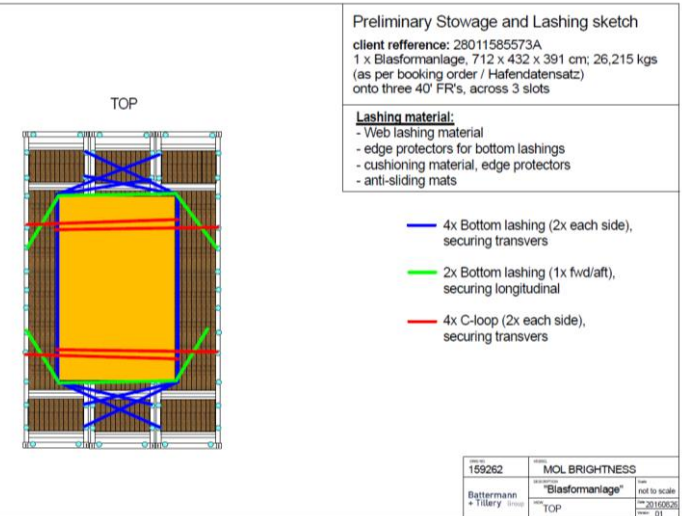 Preliminary Stowage and Lashing sketch
client refference: 28011585573A
1 x Blasformanlage, 712 x 432 x 391 cm; 26,215 kgs
(as per booking order / Hafendatensatz)
onto three 40' FR's, across 3 slots
Lashing material:
- Web lashing material
- edge protectors for bottom lashings
- cushioning material, edge protectors
- anti-sliding mats
TOP
4x Bottom lashing (2x each side),
securing transvers
2x Bottom lashing (1x fwd/aft),
securing longitudinal
4x C-loop (2x each side),
securing transvers
159262
MOL BRIGHTNESS
Battermann
+ Tillery Group
"Blasformanlage"
not to scale
TOP
20160826
01